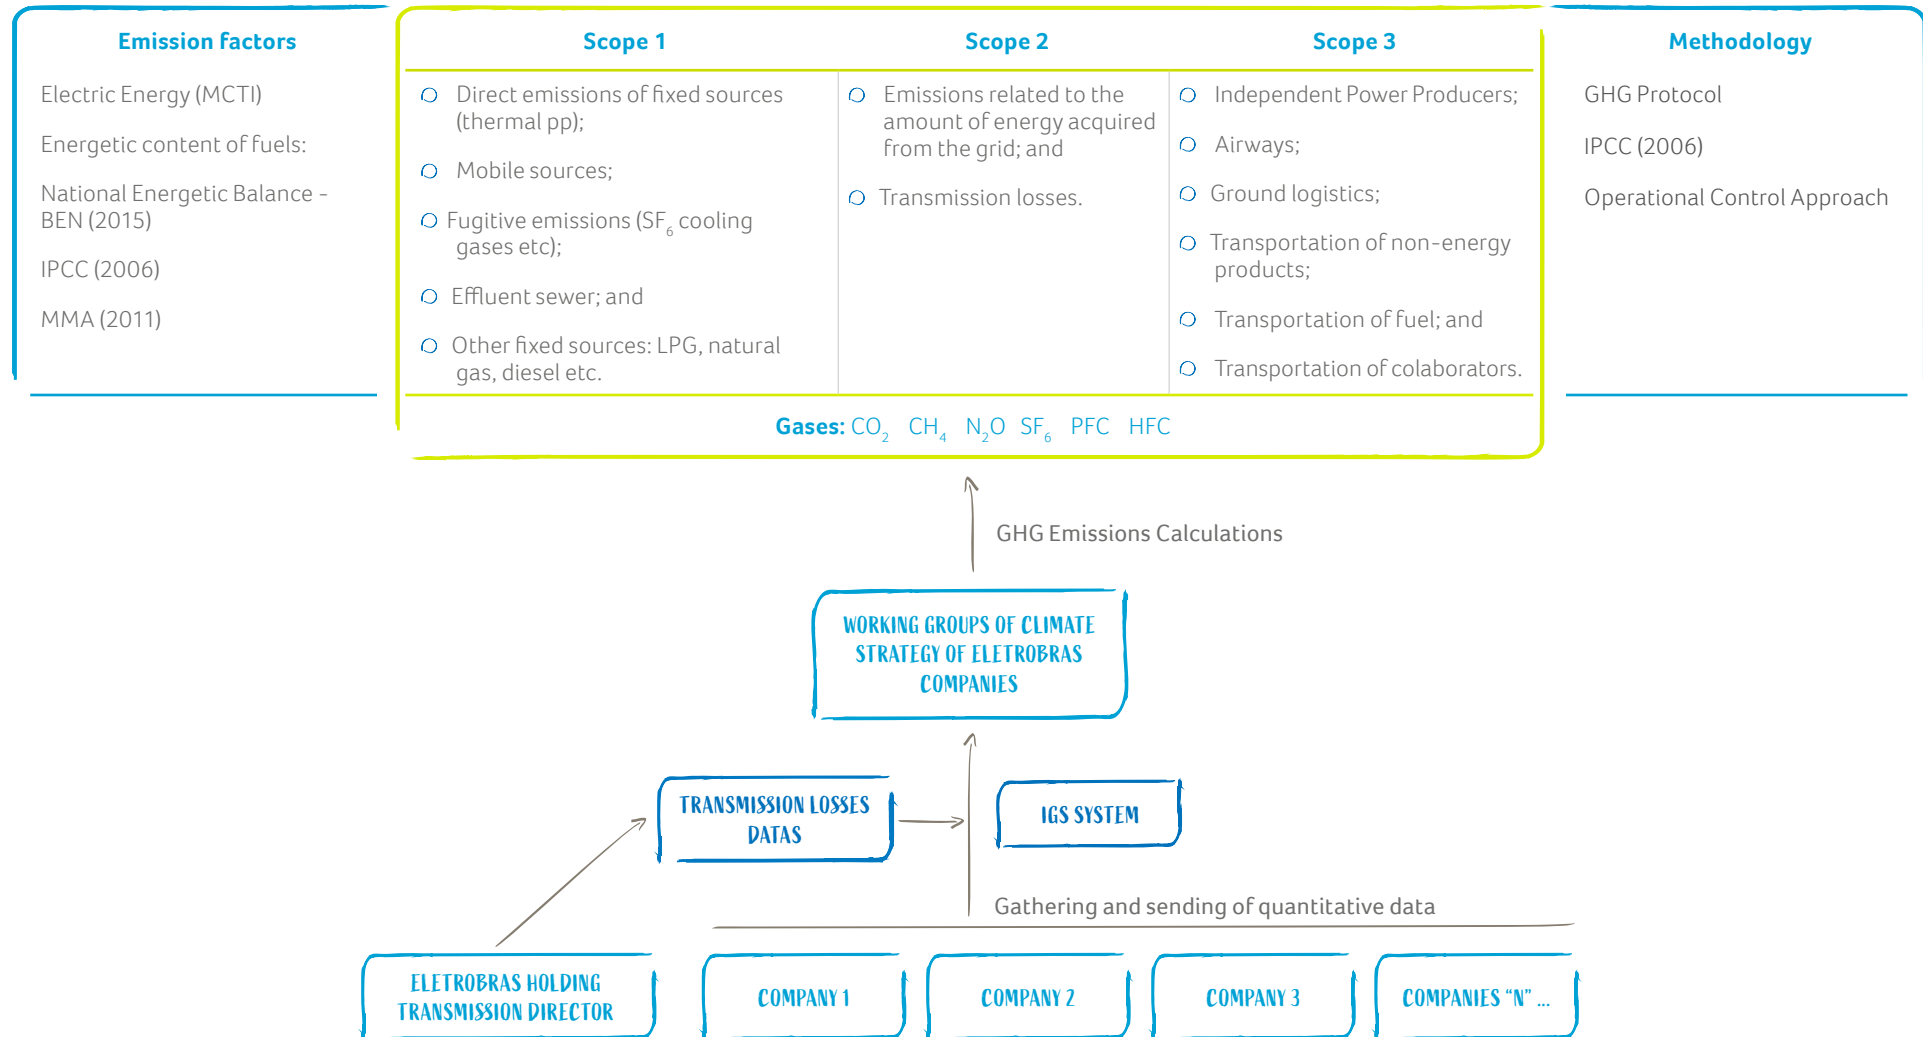 Emission factors
Electric Energy (MCTI)
Energetic content of fuels:
National Energetic Balance -
BEN (2015)
IPCC (2006)
MMA (2011)
Scope 1
Direct emissions of fixed sources
(thermal pp);
Mobile sources;
Fugitive emissions (SF₆ cooling
gases etc);
Effluent sewer; and
Other fixed sources: LPG, natural
gas, diesel etc.
Scope 2
Emissions related to the
amount of energy acquired
from the grid; and
Transmission losses.
Scope 3
Independent Power Producers;
Airways;
Ground logistics;
Transportation of non-energy
products;
Transportation of fuel; and
Transportation of colaborators.
Methodology
GHG Protocol
IPCC (2006)
Operational Control Approach
Gases: CO₂ CH₄ N₂O SF₆ PFC HFC
GHG Emissions Calculations
WORKING GROUPS OF CLIMATE
STRATEGY OF ELETROBRAS
COMPANIES
TRANSMISSION LOSSES
DATAS
IGS SYSTEM
Gathering and sending of quantitative data
ELETROBRAS HOLDING
TRANSMISSION DIRECTOR
COMPANY 1
COMPANY 2
COMPANY 3
COMPANIES “N” ...